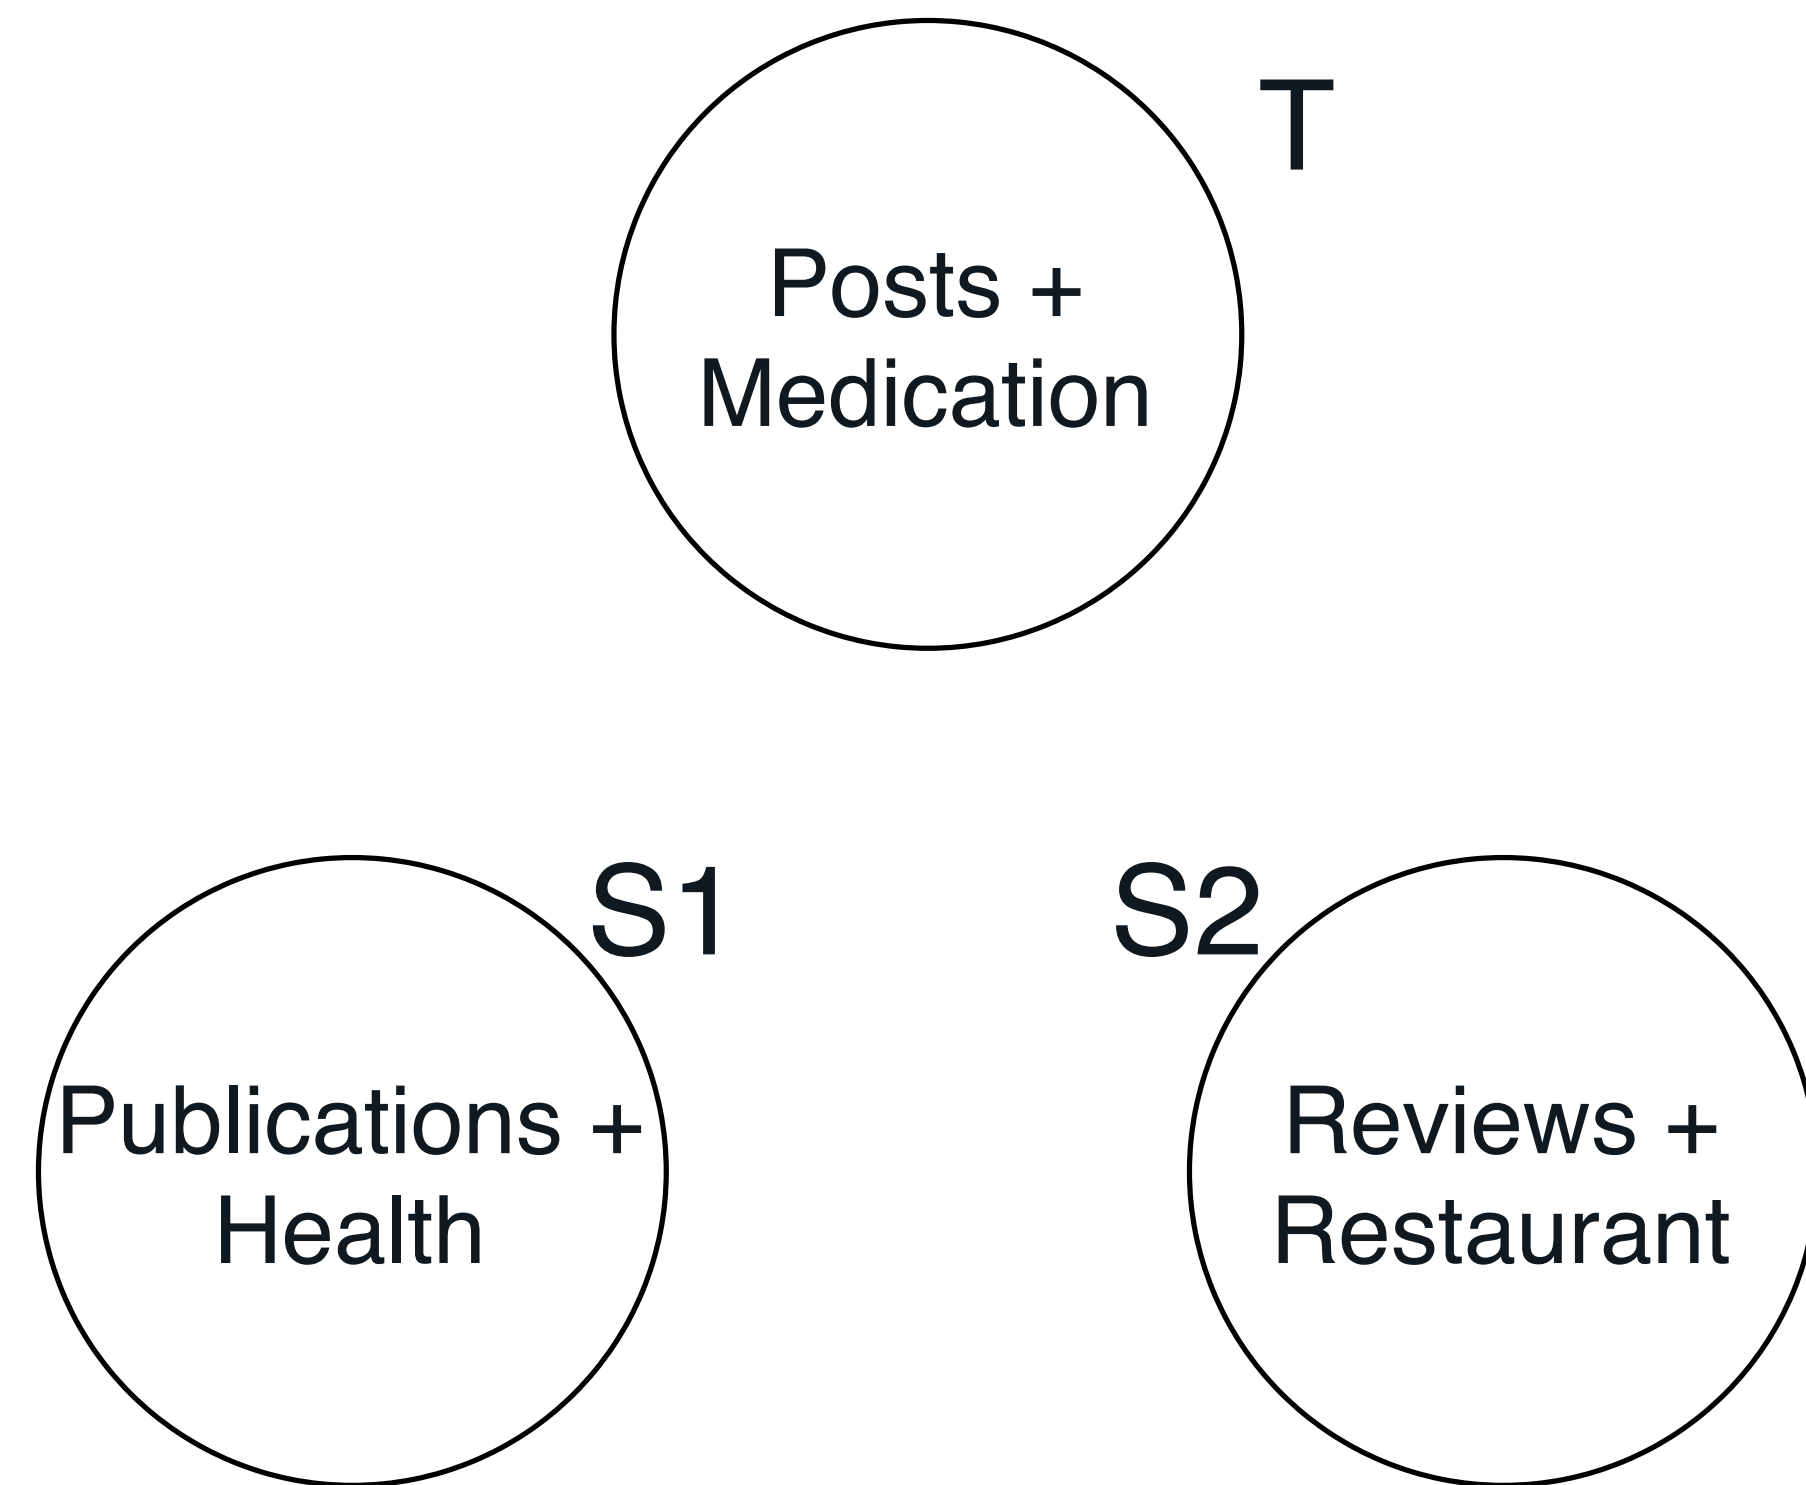 T
Posts +
Medication
S1
Publications +
Health
S2
Reviews +
Restaurant